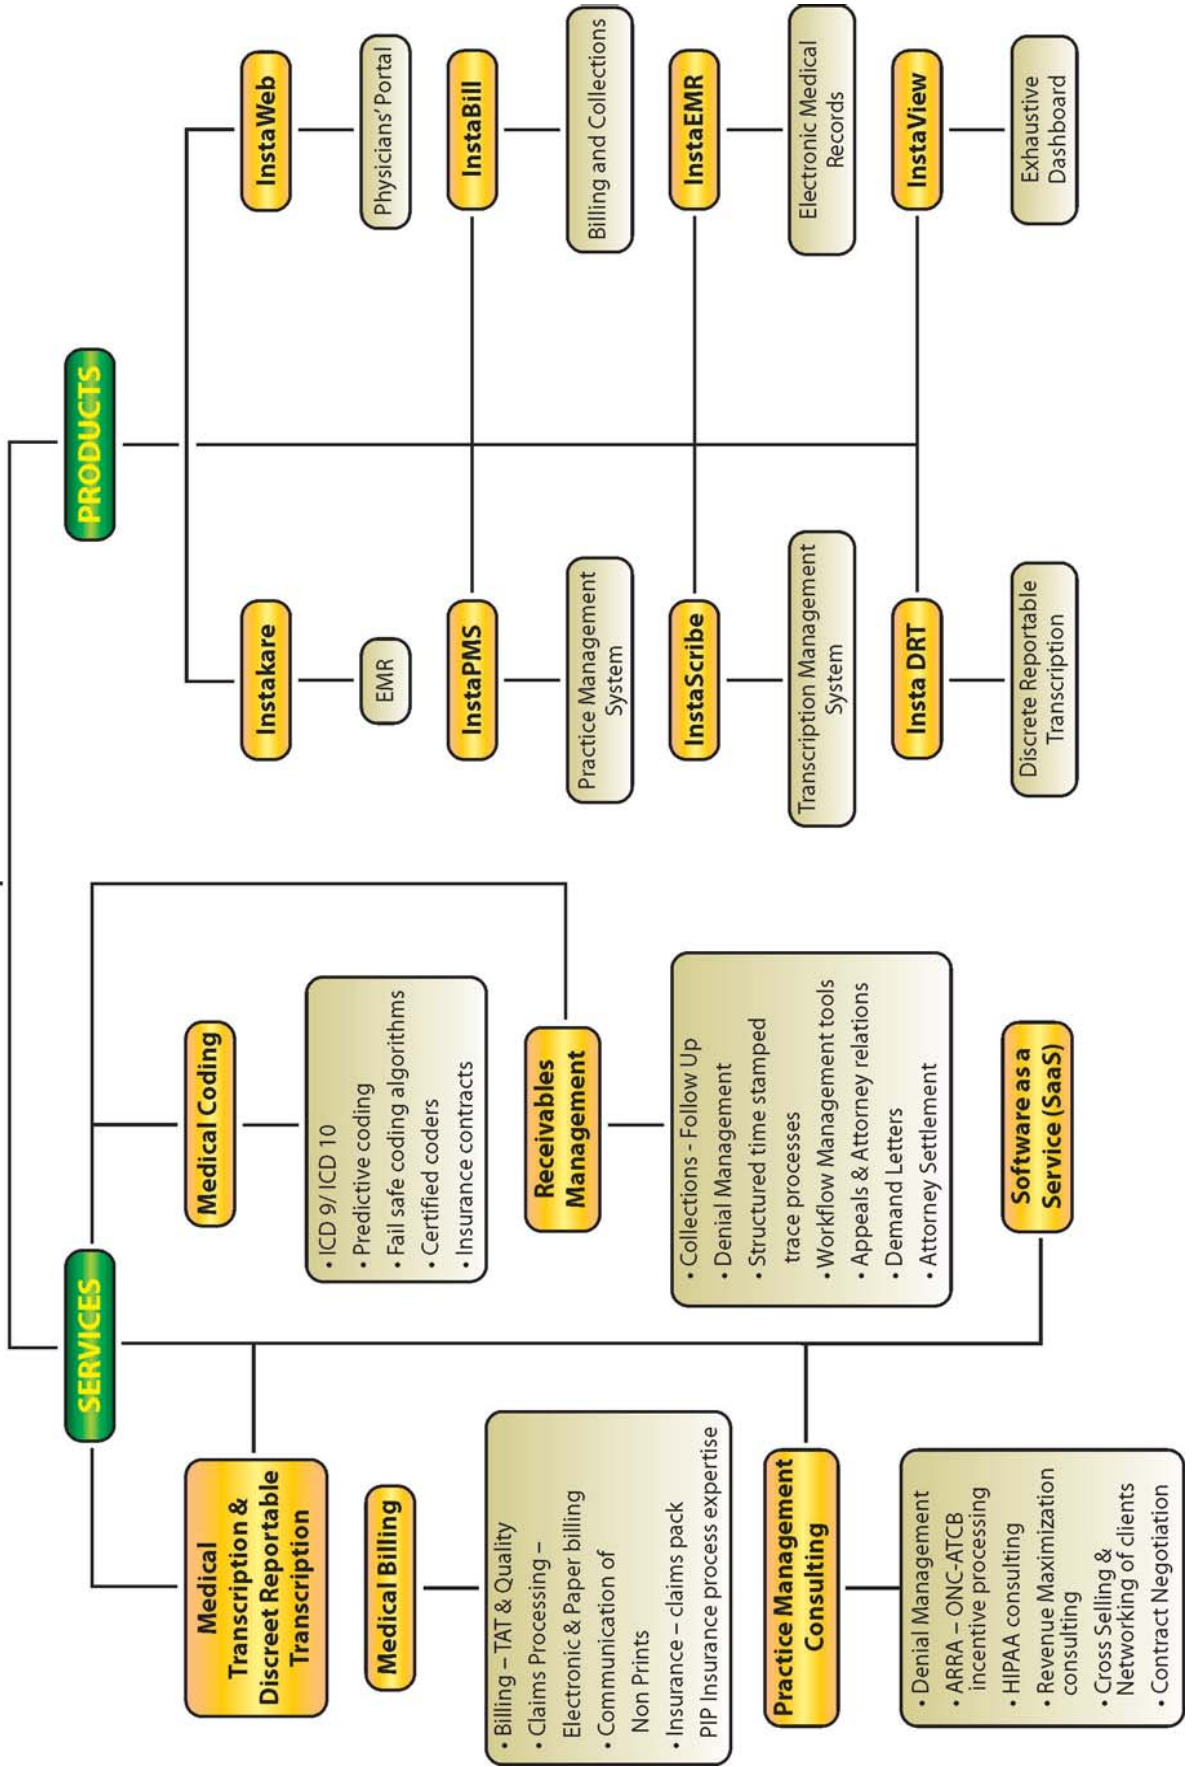 SERVICES
Medical
Transcription &
Discreet Reportable
Transcription
Medical Billing
• Billing – TAT & Quality
• Claims Processing –
Electronic & Paper billing
• Communication of
Non Prints
• Insurance – claims pack
PIP Insurance process expertise
Practice Management
Consulting
• Denial Management
• ARRA – ONC-ATCB
incentive processing
• HIPAA consulting
• Revenue Maximization
consulting
• Cross Selling &
Networking of clients
• Contract Negotiation
Medical Coding
• ICD 9/ ICD 10
• Predictive coding
• Fail safe coding algorithms
• Certified coders
• Insurance contracts
Receivables
Management
• Collections - Follow Up
• Denial Management
• Structured time stamped
trace processes
• Workflow Management tools
• Appeals & Attorney relations
• Demand Letters
• Attorney Settlement
Software as a
Service (SaaS)
PRODUCTS
Instakare
EMR
InstaWeb
Physicians' Portal
InstaPMS
Practice Management
System
InstaBill
Billing and Collections
InstaScribe
Transcription Management
System
InstaEMR
Electronic Medical
Records
Insta DRT
Discrete Reportable
Transcription
InstaView
Exhaustive
Dashboard